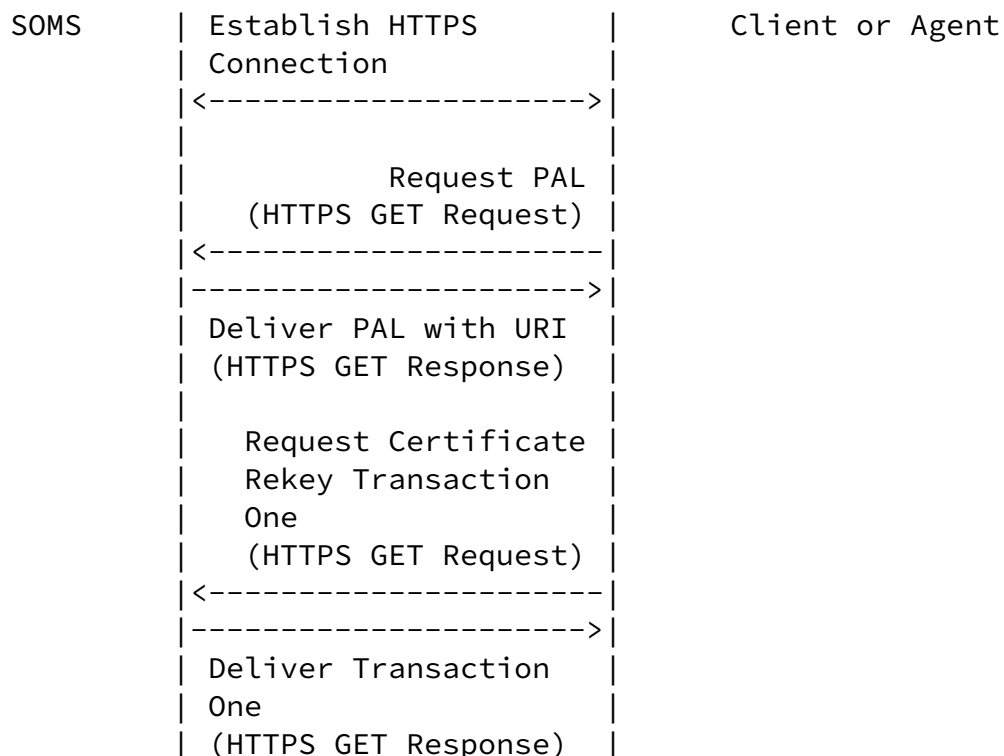 SOMS | Establish HTTPS | Client or Agent
| Connection |
|<--------------------->|
| |
| Request PAL |
| (HTTPS GET Request) |
|<----------------------|
|---------------------->|
| Deliver PAL with URI |
| (HTTPS GET Response) |
| |
| Request Certificate |
| Rekey Transaction |
| One |
| (HTTPS GET Request) |
|<----------------------|
|---------------------->|
| Deliver Transaction |
| One |
| (HTTPS GET Response) |